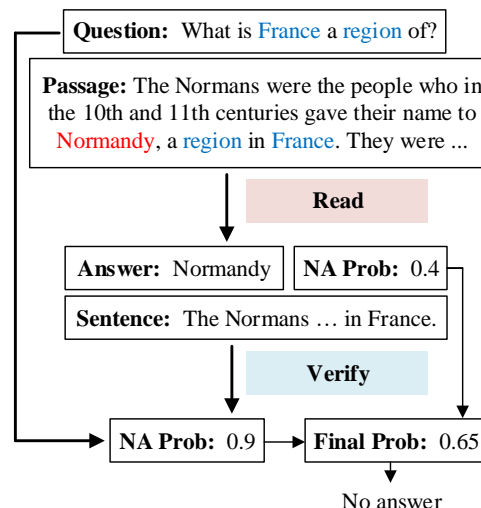 Question: What is France a region of?
Passage: The Normans were the people who in
the 10th and 11th centuries gave their name to
Normandy, a region in France. They were ...
Read
Answer: Normandy
NA Prob: 0.4
Sentence: The Normans … in France.
Verify
NA Prob: 0.9
Final Prob: 0.65
No answer